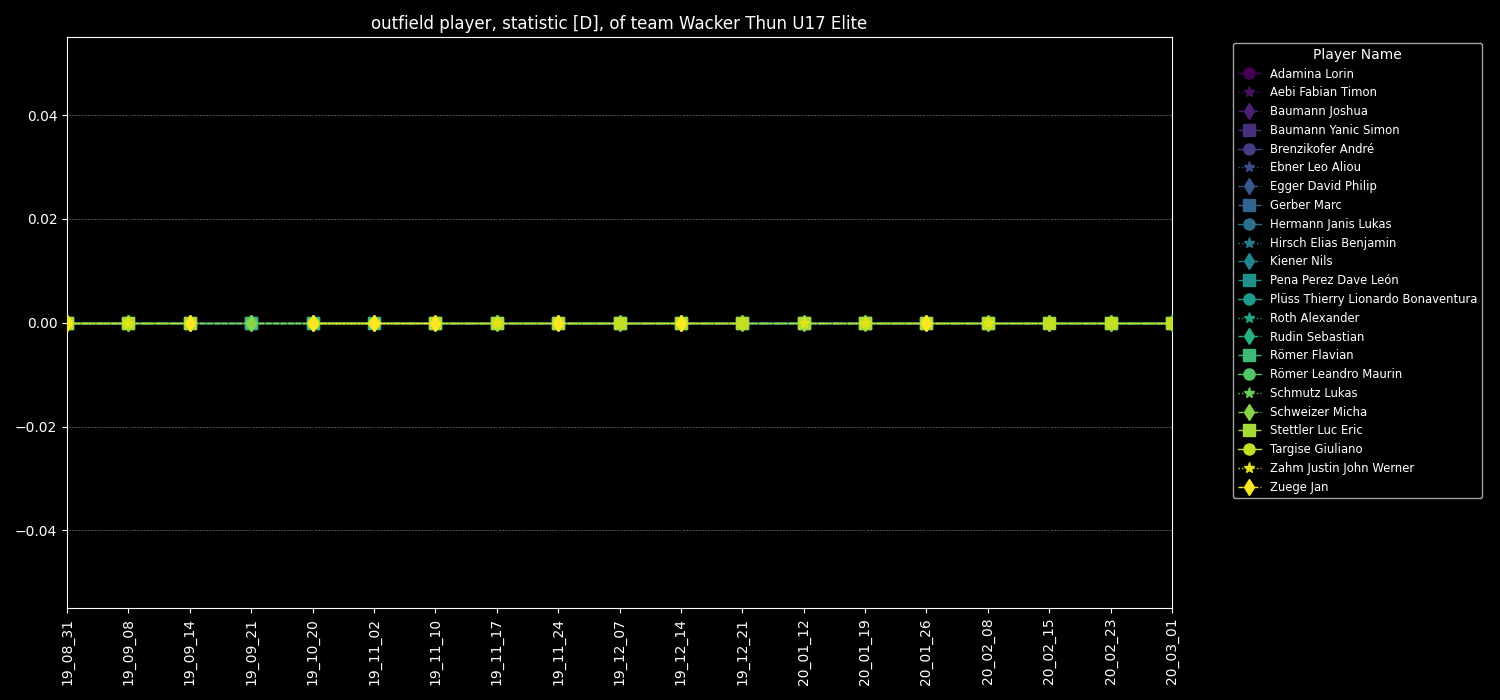 outfield player, statistic [D], of team Wacker Thun U17 Elite
0.04
0.02
0.00
−0.02
−0.04
19_08_31
19_09_08
19_09_14
19_09_21
19_10_20
19_11_02
19_11_10
19_11_17
19_11_24
19_12_07
19_12_14
19_12_21
20_01_12
20_01_19
20_01_26
20_02_08
20_02_15
20_02_23
20_03_01
Player Name
Adamina Lorin
Aebi Fabian Timon
Baumann Joshua
Baumann Yanic Simon
Brenzikofer André
Ebner Leo Aliou
Egger David Philip
Gerber Marc
Hermann Janis Lukas
Hirsch Elias Benjamin
Kiener Nils
Pena Perez Dave León
Plüss Thierry Lionardo Bonaventura
Roth Alexander
Rudin Sebastian
Römer Flavian
Römer Leandro Maurin
Schmutz Lukas
Schweizer Micha
Stettler Luc Eric
Targise Giuliano
Zahm Justin John Werner
Zuege Jan